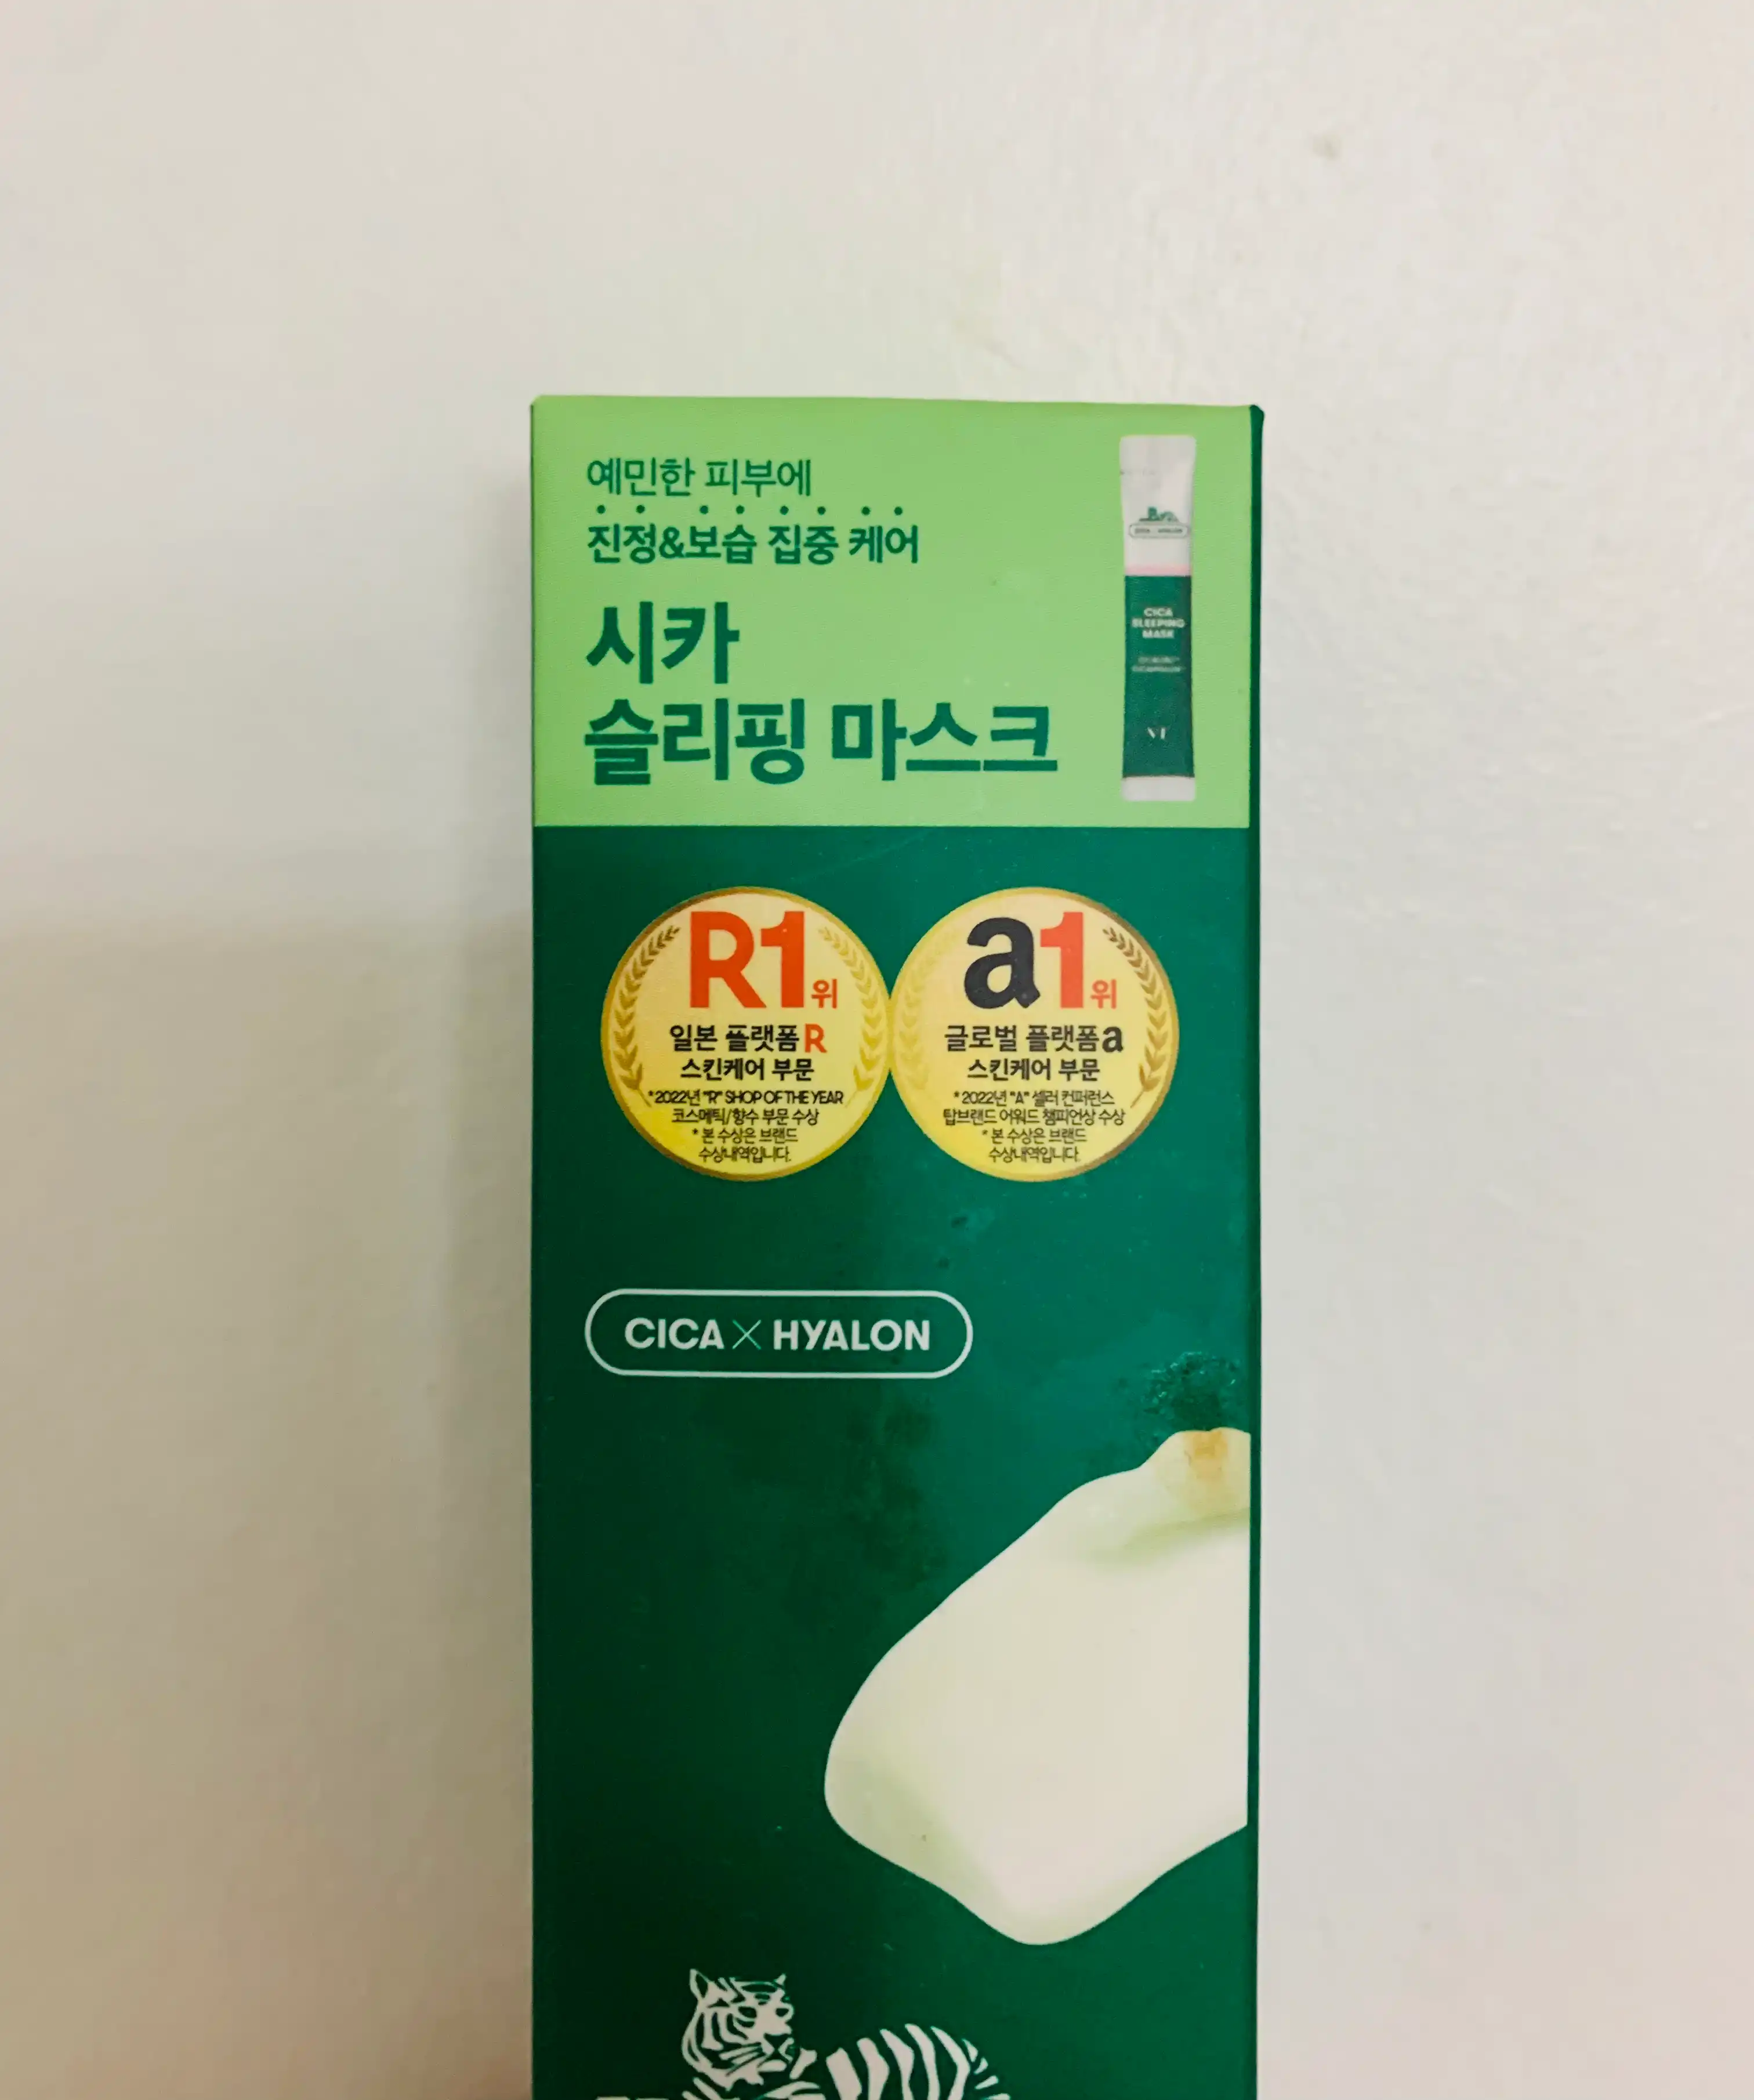 예민한 피부에
진정&보습 집중 케어
시카
슬리핑 마스크
CICA
SLEEPING
MASK
VT
R1위
일본 플랫폼 R
스킨케어 부문
*2022년 "R" SHOP OF THE YEAR
코스메틱/향수 부문 수상
* 본 수상은 브랜드
수상내역입니다.
a1위
글로벌 플랫폼 a
스킨케어 부문
*2022년 "A" 셀러 컨퍼런스
탑브랜드 어워드 챔피언상 수상
* 본 수상은 브랜드
수상내역입니다.
CICA X HYALON